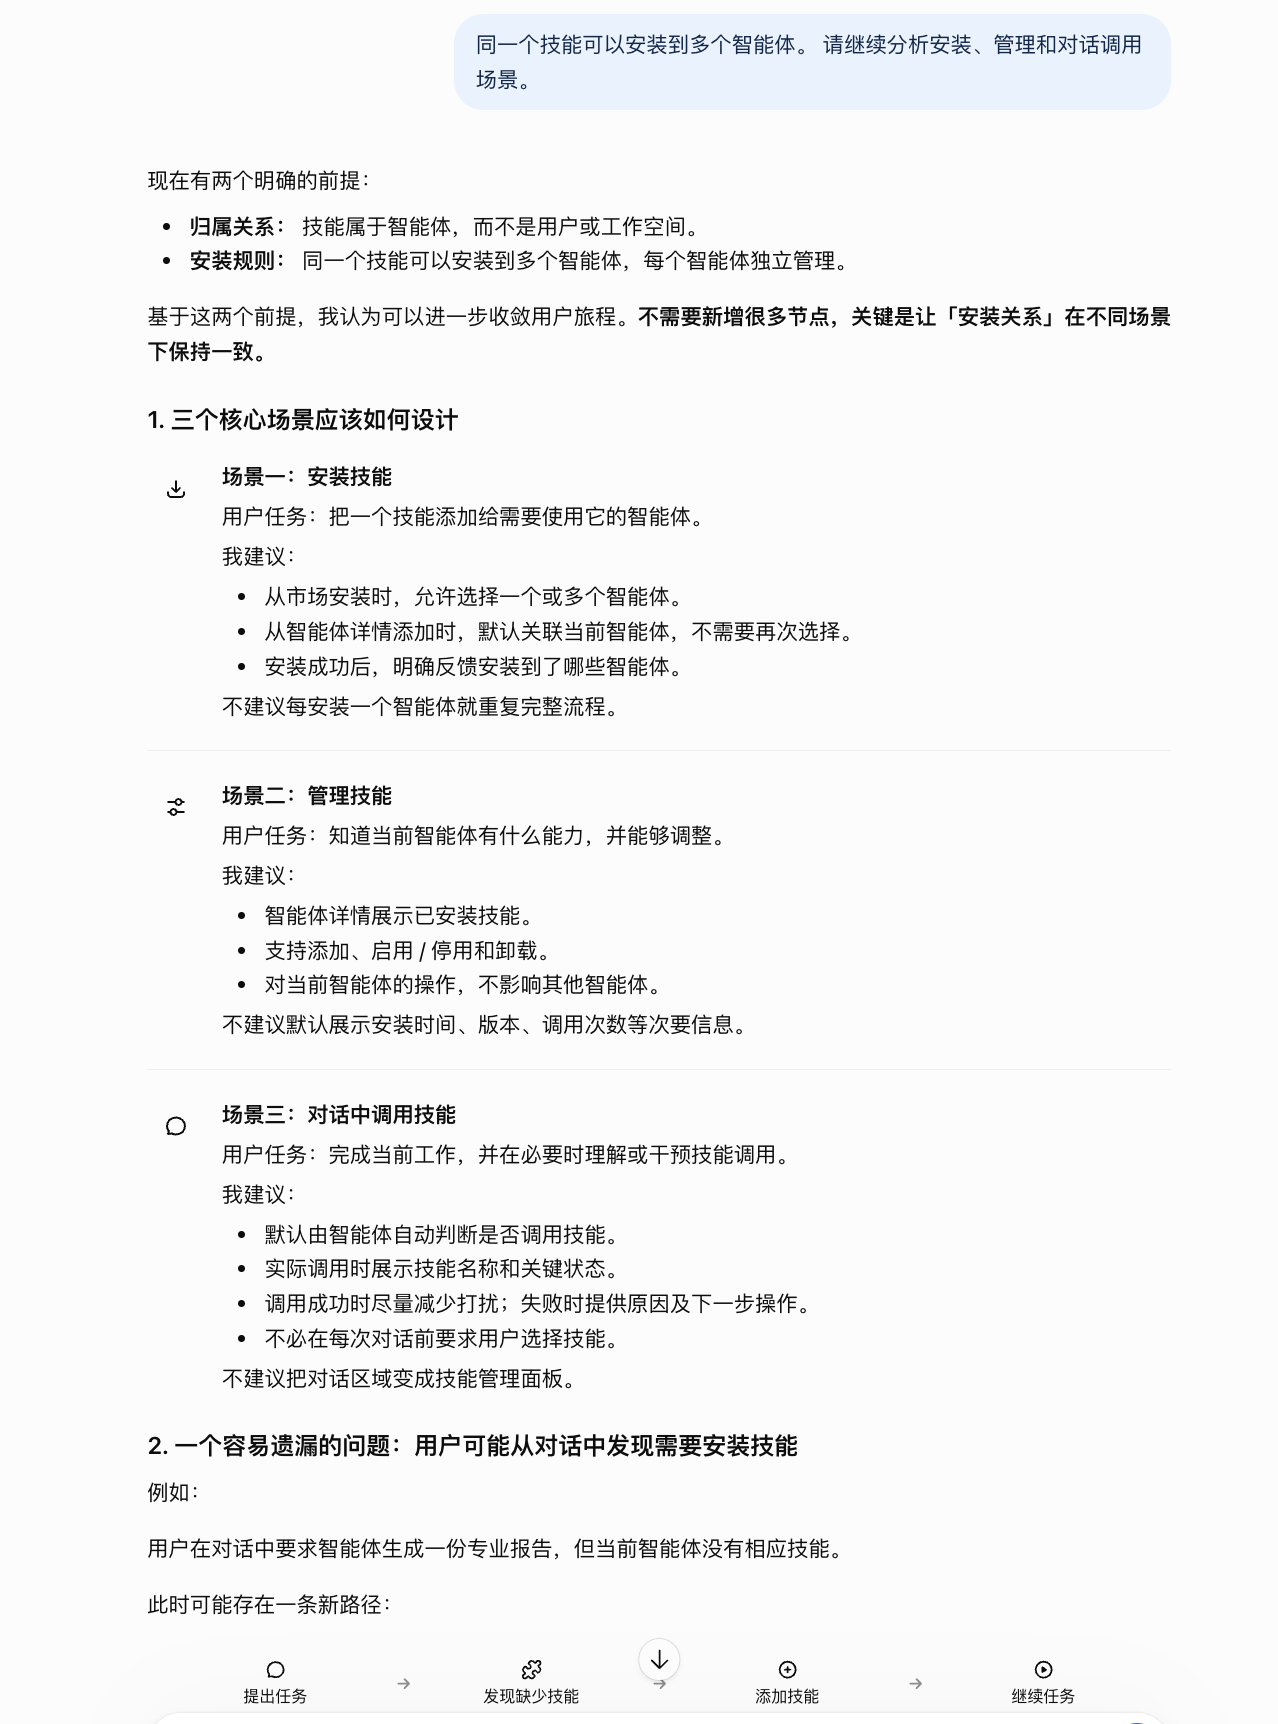 同一个技能可以安装到多个智能体。 请继续分析安装、管理和对话调用
场景。
现在有两个明确的前提：
归属关系： 技能属于智能体，而不是用户或工作空间。
安装规则： 同一个技能可以安装到多个智能体，每个智能体独立管理。
基于这两个前提，我认为可以进一步收敛用户旅程。不需要新增很多节点，关键是让「安装关系」在不同场景
下保持一致。
1. 三个核心场景应该如何设计
场景一：安装技能
用户任务：把一个技能添加给需要使用它的智能体。
我建议：
从市场安装时，允许选择一个或多个智能体。
从智能体详情添加时，默认关联当前智能体，不需要再次选择。
安装成功后，明确反馈安装到了哪些智能体。
不建议每安装一个智能体就重复完整流程。
场景二：管理技能
用户任务：知道当前智能体有什么能力，并能够调整。
我建议：
智能体详情展示已安装技能。
支持添加、启用 / 停用和卸载。
对当前智能体的操作，不影响其他智能体。
不建议默认展示安装时间、版本、调用次数等次要信息。
场景三：对话中调用技能
用户任务：完成当前工作，并在必要时理解或干预技能调用。
我建议：
默认由智能体自动判断是否调用技能。
实际调用时展示技能名称和关键状态。
调用成功时尽量减少打扰；失败时提供原因及下一步操作。
不必在每次对话前要求用户选择技能。
不建议把对话区域变成技能管理面板。
2. 一个容易遗漏的问题：用户可能从对话中发现需要安装技能
例如：
用户在对话中要求智能体生成一份专业报告，但当前智能体没有相应技能。
此时可能存在一条新路径：
提出任务
发现缺少技能
添加技能
继续任务